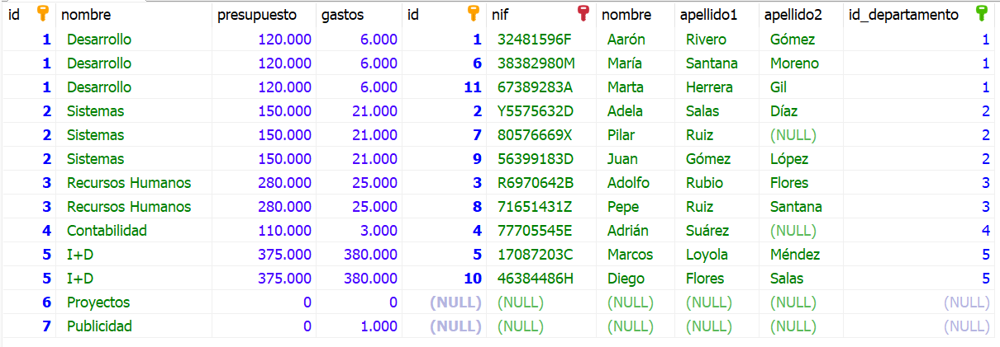 id nombre presupuesto gastos id nif nombre apellido1 apellido2 id_departamento
1 Desarrollo 120.000 6.000 1 32481596F Aarón Rivero Gómez 1
1 Desarrollo 120.000 6.000 6 38382980M María Santana Moreno 1
1 Desarrollo 120.000 6.000 11 67389283A Marta Herrera Gil 1
2 Sistemas 150.000 21.000 2 Y5575632D Adela Salas Díaz 2
2 Sistemas 150.000 21.000 7 80576669X Pilar Ruiz (NULL) 2
2 Sistemas 150.000 21.000 9 56399183D Juan Gómez López 2
3 Recursos Humanos 280.000 25.000 3 R6970642B Adolfo Rubio Flores 3
3 Recursos Humanos 280.000 25.000 8 71651431Z Pepe Ruiz Santana 3
4 Contabilidad 110.000 3.000 4 77705545E Adrián Suárez (NULL) 4
5 I+D 375.000 380.000 5 17087203C Marcos Loyola Méndez 5
5 I+D 375.000 380.000 10 46384486H Diego Flores Salas 5
6 Proyectos 0 0 (NULL) (NULL) (NULL) (NULL) (NULL) (NULL)
7 Publicidad 0 1.000 (NULL) (NULL) (NULL) (NULL) (NULL) (NULL)